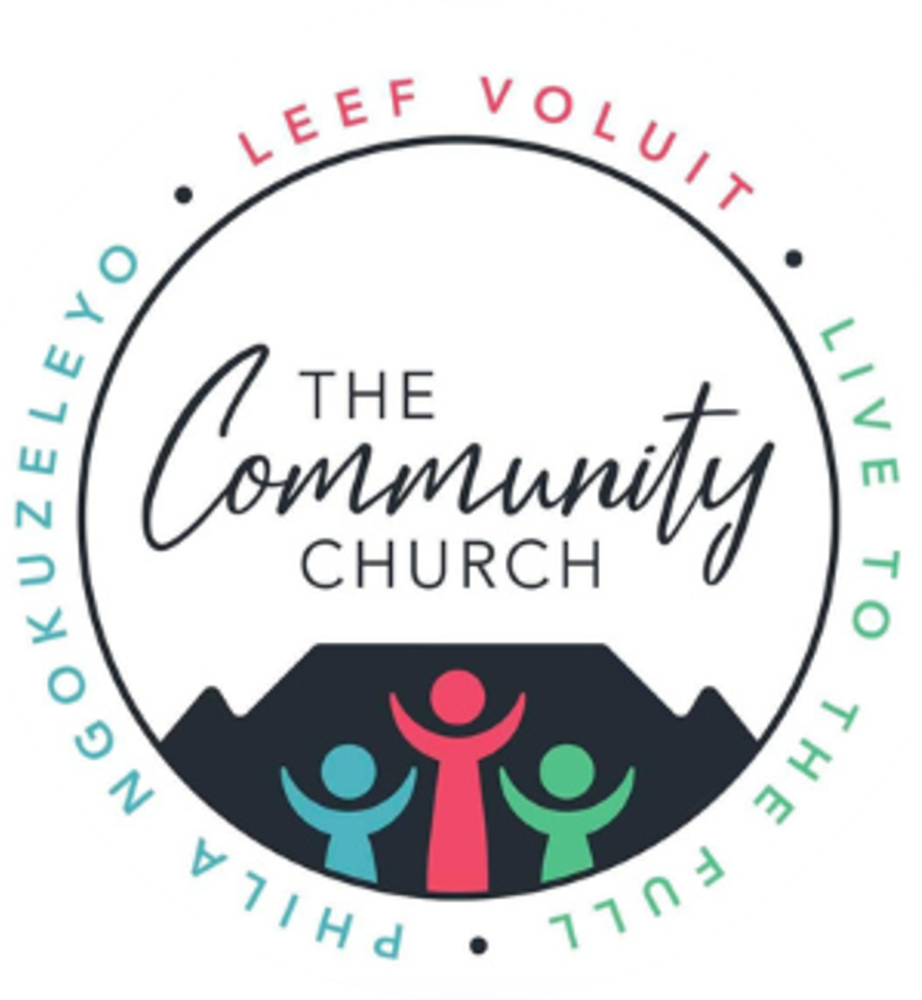 LEEF VOLUIT • LIVE TO THE FULL • PHILA NGOKUZELEYO •
THE
Community
CHURCH